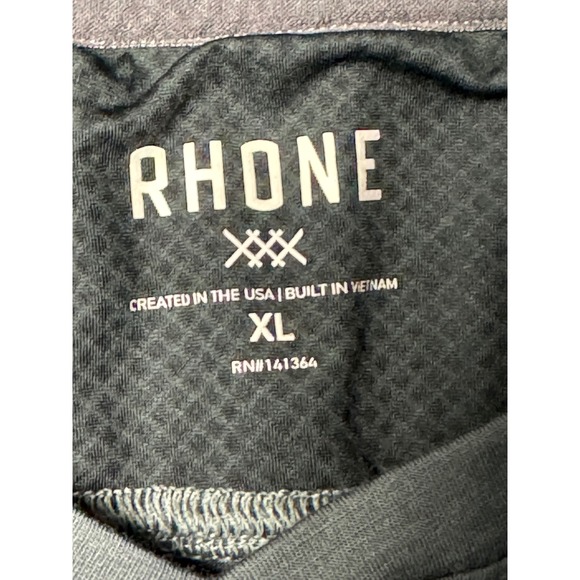 RHONE
CREATED IN THE USA | BUILT IN VIETNAM
XL
RN#141364